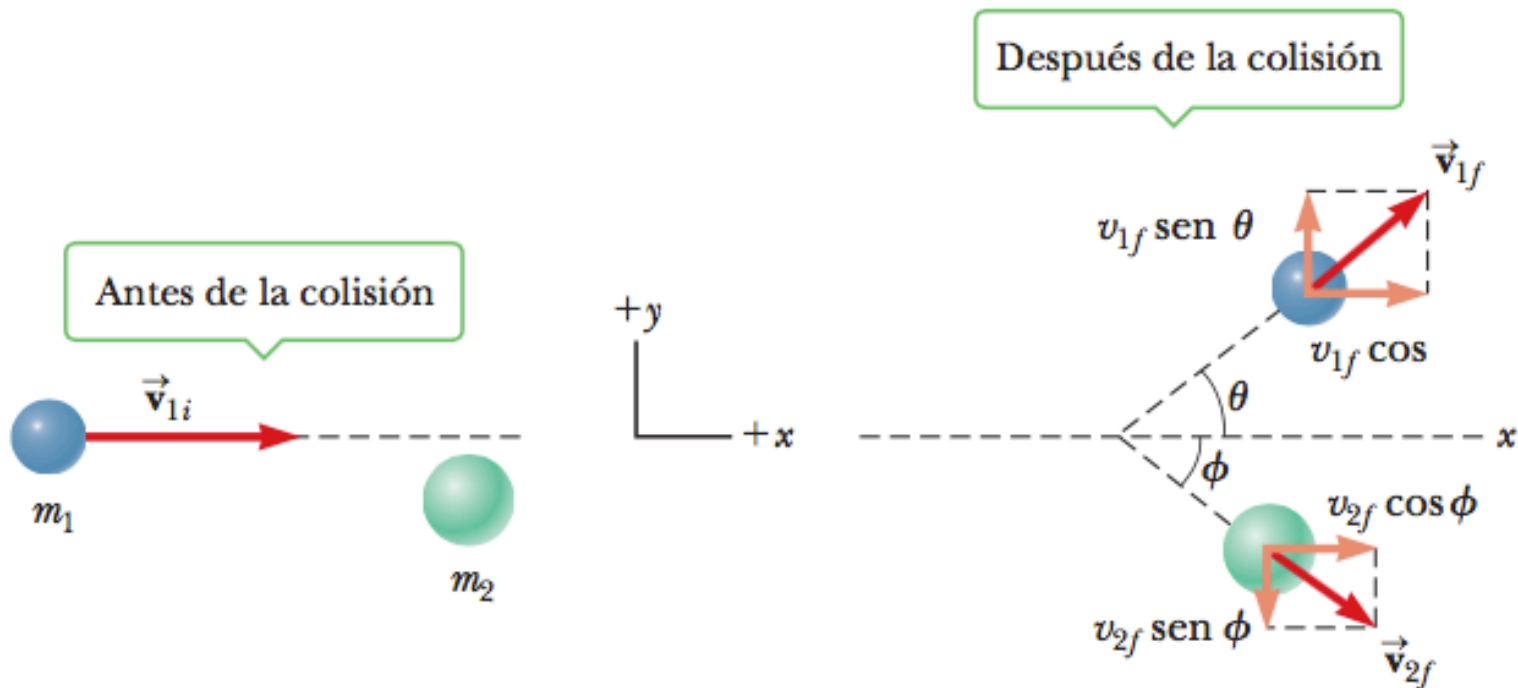 Antes de la colisión
v⃗1i
m1
m2
+y
+x
Después de la colisión
v⃗1f
v1f sen θ
v1f cos
θ
x
ϕ
v2f cos ϕ
v2f sen ϕ
v⃗2f